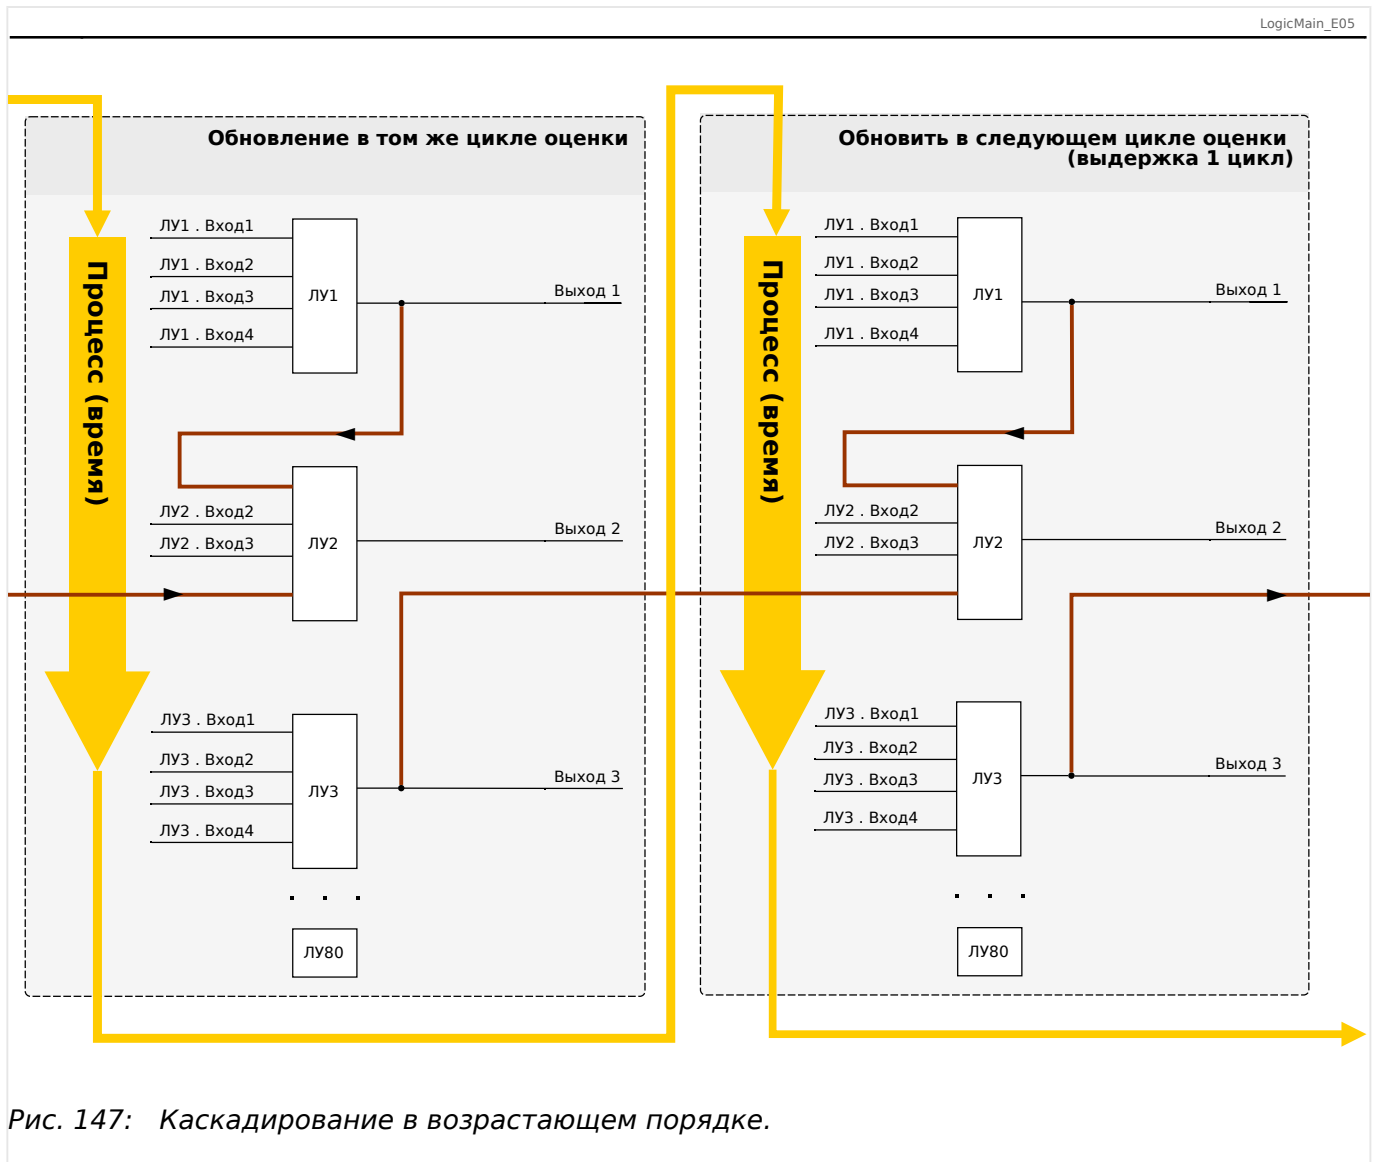 LogicMain_E05
Обновление в том же цикле оценки
Процесс (время)
ЛУ1 . Вход1
ЛУ1 . Вход2
ЛУ1 . Вход3
ЛУ1 . Вход4
ЛУ1
Выход 1
ЛУ2 . Вход2
ЛУ2 . Вход3
ЛУ2
Выход 2
ЛУ3 . Вход1
ЛУ3 . Вход2
ЛУ3 . Вход3
ЛУ3 . Вход4
ЛУ3
Выход 3
. . .
ЛУ80
Обновить в следующем цикле оценки
(выдержка 1 цикл)
Процесс (время)
ЛУ1 . Вход1
ЛУ1 . Вход2
ЛУ1 . Вход3
ЛУ1 . Вход4
ЛУ1
Выход 1
ЛУ2 . Вход2
ЛУ2 . Вход3
ЛУ2
Выход 2
ЛУ3 . Вход1
ЛУ3 . Вход2
ЛУ3 . Вход3
ЛУ3 . Вход4
ЛУ3
Выход 3
. . .
ЛУ80
Рис. 147: Каскадирование в возрастающем порядке.